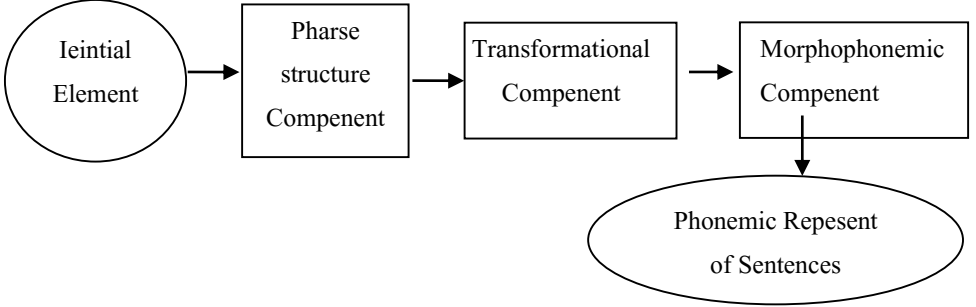 Ieintial
Element
Pharse
structure
Compenent
Transformational
Compenent
Morphophonemic
Compenent
Phonemic Repesent
of Sentences